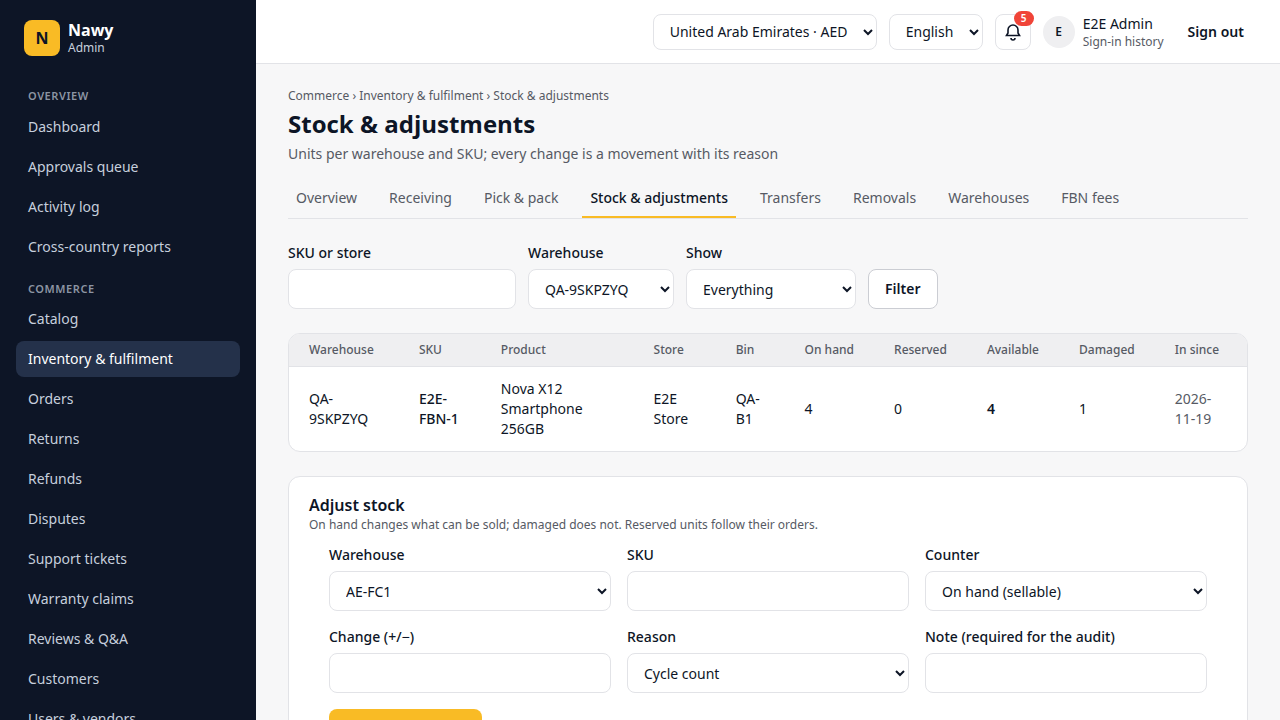 N
Nawy
Admin
OVERVIEW
Dashboard
Approvals queue
Activity log
Cross-country reports
COMMERCE
Catalog
Inventory & fulfilment
Orders
Returns
Refunds
Disputes
Support tickets
Warranty claims
Reviews & Q&A
Customers
Users & vendors
United Arab Emirates · AED
English
5
E
E2E Admin
Sign-in history
Sign out
Commerce › Inventory & fulfilment › Stock & adjustments
Stock & adjustments
Units per warehouse and SKU; every change is a movement with its reason
Overview Receiving Pick & pack Stock & adjustments Transfers Removals Warehouses FBN fees
SKU or store Warehouse Show
QA-9SKPZYQ Everything Filter
Warehouse SKU Product Store Bin On hand Reserved Available Damaged In since
QA-9SKPZYQ E2E-FBN-1 Nova X12 Smartphone 256GB E2E Store QA-B1 4 0 4 1 2026-11-19
Adjust stock
On hand changes what can be sold; damaged does not. Reserved units follow their orders.
Warehouse SKU Counter
AE-FC1 On hand (sellable)
Change (+/−) Reason Note (required for the audit)
Cycle count